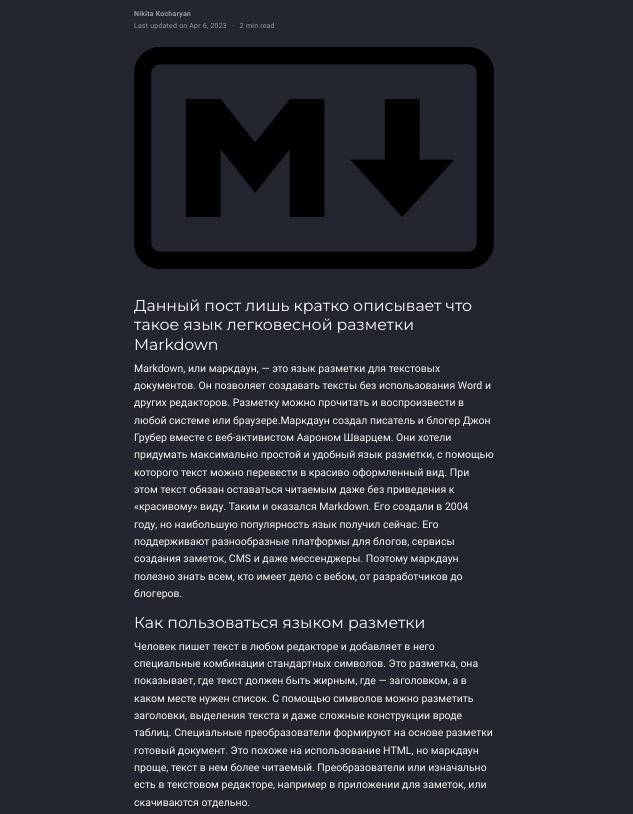 Nikita Kocharyan
Last updated on Apr 6, 2023 · 2 min read
M
Данный пост лишь кратко описывает что
такое язык легковесной разметки
Markdown
Markdown, или маркдаун, — это язык разметки для текстовых
документов. Он позволяет создавать тексты без использования Word и
других редакторов. Разметку можно прочитать и воспроизвести в
любой системе или браузере.Маркдаун создал писатель и блогер Джон
Грубер вместе с веб-активистом Аароном Шварцем. Они хотели
придумать максимально простой и удобный язык разметки, с помощью
которого текст можно перевести в красиво оформленный вид. При
этом текст обязан оставаться читаемым даже без приведения к
«красивому» виду. Таким и оказался Markdown. Его создали в 2004
году, но наибольшую популярность язык получил сейчас. Его
поддерживают разнообразные платформы для блогов, сервисы
создания заметок, CMS и даже мессенджеры. Поэтому маркдаун
полезно знать всем, кто имеет дело с вебом, от разработчиков до
блогеров.
Как пользоваться языком разметки
Человек пишет текст в любом редакторе и добавляет в него
специальные комбинации стандартных символов. Это разметка, она
показывает, где текст должен быть жирным, где — заголовком, а в
каком месте нужен список. С помощью символов можно разметить
заголовки, выделения текста и даже сложные конструкции вроде
таблиц. Специальные преобразователи формируют на основе разметки
готовый документ. Это похоже на использование HTML, но маркдаун
проще, текст в нем более читаемый. Преобразователи или изначально
есть в текстовом редакторе, например в приложении для заметок, или
скачиваются отдельно.